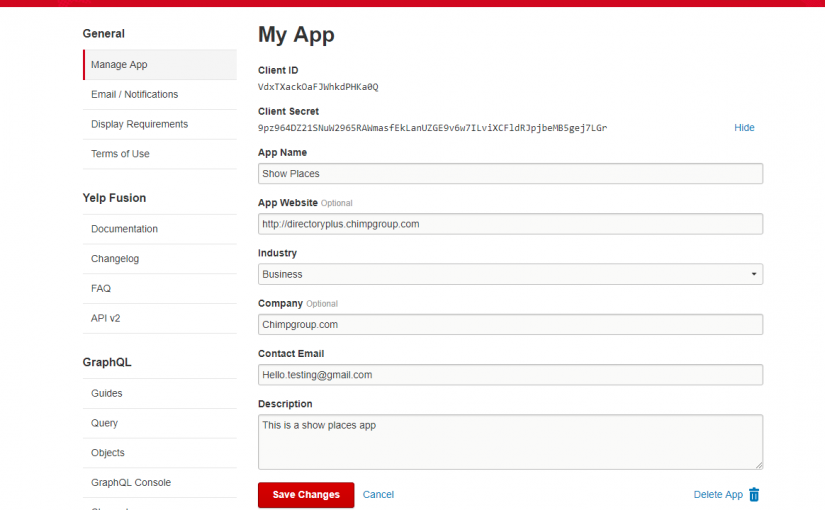 General
Manage App
Email / Notifications
Display Requirements
Terms of Use
Yelp Fusion
Documentation
Changelog
FAQ
API v2
GraphQL
Guides
Query
Objects
GraphQL Console
My App
Client ID
VdxTXackOaFJWhkdPHKa0Q
Client Secret
9pz964DZ21SNuW2965RAWmasfEkLanUZGE9v6w7ILviXCFldRJpjbeMB5gej7LGr
Hide
App Name
Show Places
App Website Optional
http://directoryplus.chimpgroup.com
Industry
Business
Company Optional
Chimpgroup.com
Contact Email
Hello.testing@gmail.com
Description
This is a show places app
Save Changes Cancel Delete App